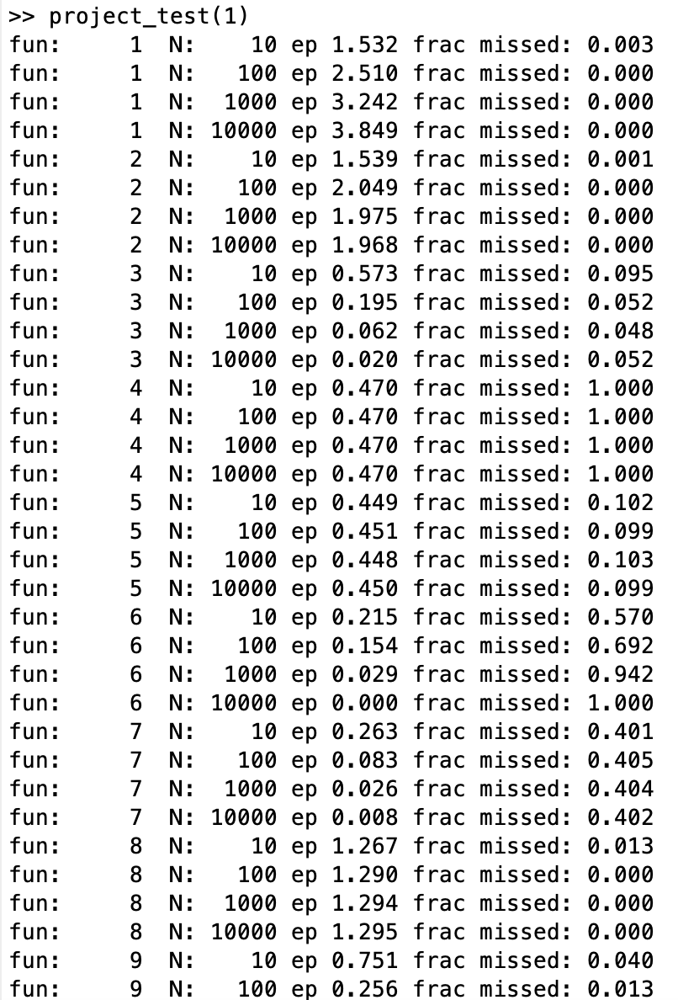 >> project_test(1)
fun:     1  N:    10 ep 1.532 frac missed: 0.003
fun:     1  N:   100 ep 2.510 frac missed: 0.000
fun:     1  N:  1000 ep 3.242 frac missed: 0.000
fun:     1  N: 10000 ep 3.849 frac missed: 0.000
fun:     2  N:    10 ep 1.539 frac missed: 0.001
fun:     2  N:   100 ep 2.049 frac missed: 0.000
fun:     2  N:  1000 ep 1.975 frac missed: 0.000
fun:     2  N: 10000 ep 1.968 frac missed: 0.000
fun:     3  N:    10 ep 0.573 frac missed: 0.095
fun:     3  N:   100 ep 0.195 frac missed: 0.052
fun:     3  N:  1000 ep 0.062 frac missed: 0.048
fun:     3  N: 10000 ep 0.020 frac missed: 0.052
fun:     4  N:    10 ep 0.470 frac missed: 1.000
fun:     4  N:   100 ep 0.470 frac missed: 1.000
fun:     4  N:  1000 ep 0.470 frac missed: 1.000
fun:     4  N: 10000 ep 0.470 frac missed: 1.000
fun:     5  N:    10 ep 0.449 frac missed: 0.102
fun:     5  N:   100 ep 0.451 frac missed: 0.099
fun:     5  N:  1000 ep 0.448 frac missed: 0.103
fun:     5  N: 10000 ep 0.450 frac missed: 0.099
fun:     6  N:    10 ep 0.215 frac missed: 0.570
fun:     6  N:   100 ep 0.154 frac missed: 0.692
fun:     6  N:  1000 ep 0.029 frac missed: 0.942
fun:     6  N: 10000 ep 0.000 frac missed: 1.000
fun:     7  N:    10 ep 0.263 frac missed: 0.401
fun:     7  N:   100 ep 0.083 frac missed: 0.405
fun:     7  N:  1000 ep 0.026 frac missed: 0.404
fun:     7  N: 10000 ep 0.008 frac missed: 0.402
fun:     8  N:    10 ep 1.267 frac missed: 0.013
fun:     8  N:   100 ep 1.290 frac missed: 0.000
fun:     8  N:  1000 ep 1.294 frac missed: 0.000
fun:     8  N: 10000 ep 1.295 frac missed: 0.000
fun:     9  N:    10 ep 0.751 frac missed: 0.040
fun:     9  N:   100 ep 0.256 frac missed: 0.013